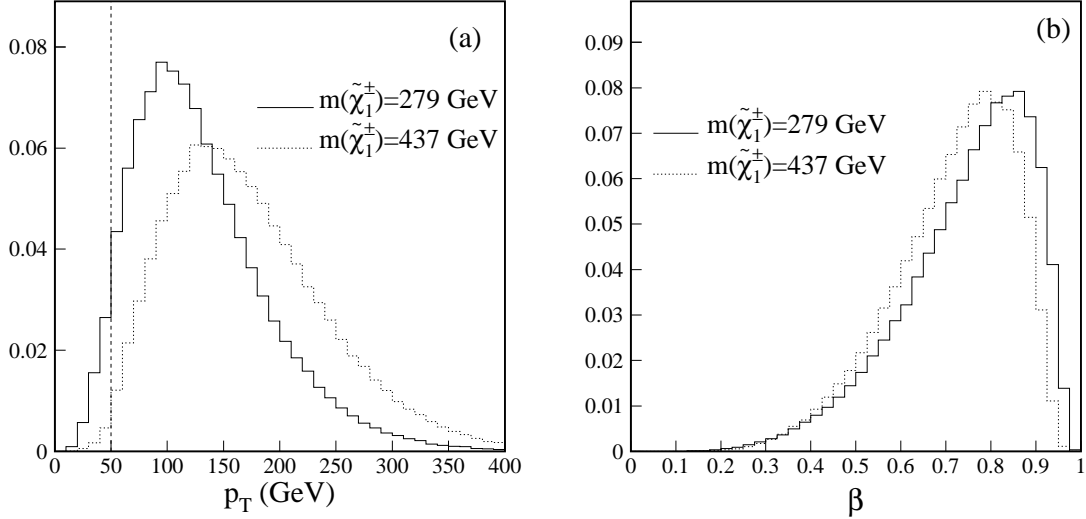 (a)
0.08
0.06
0.04
0.02
0
m(χ̃₁±)=279 GeV
m(χ̃₁±)=437 GeV
0 50 100 150 200 250 300 350 400
p_T (GeV)
(b)
0.09
0.08
0.07
0.06
0.05
0.04
0.03
0.02
0.01
0
m(χ̃₁±)=279 GeV
m(χ̃₁±)=437 GeV
0 0.1 0.2 0.3 0.4 0.5 0.6 0.7 0.8 0.9 1
β